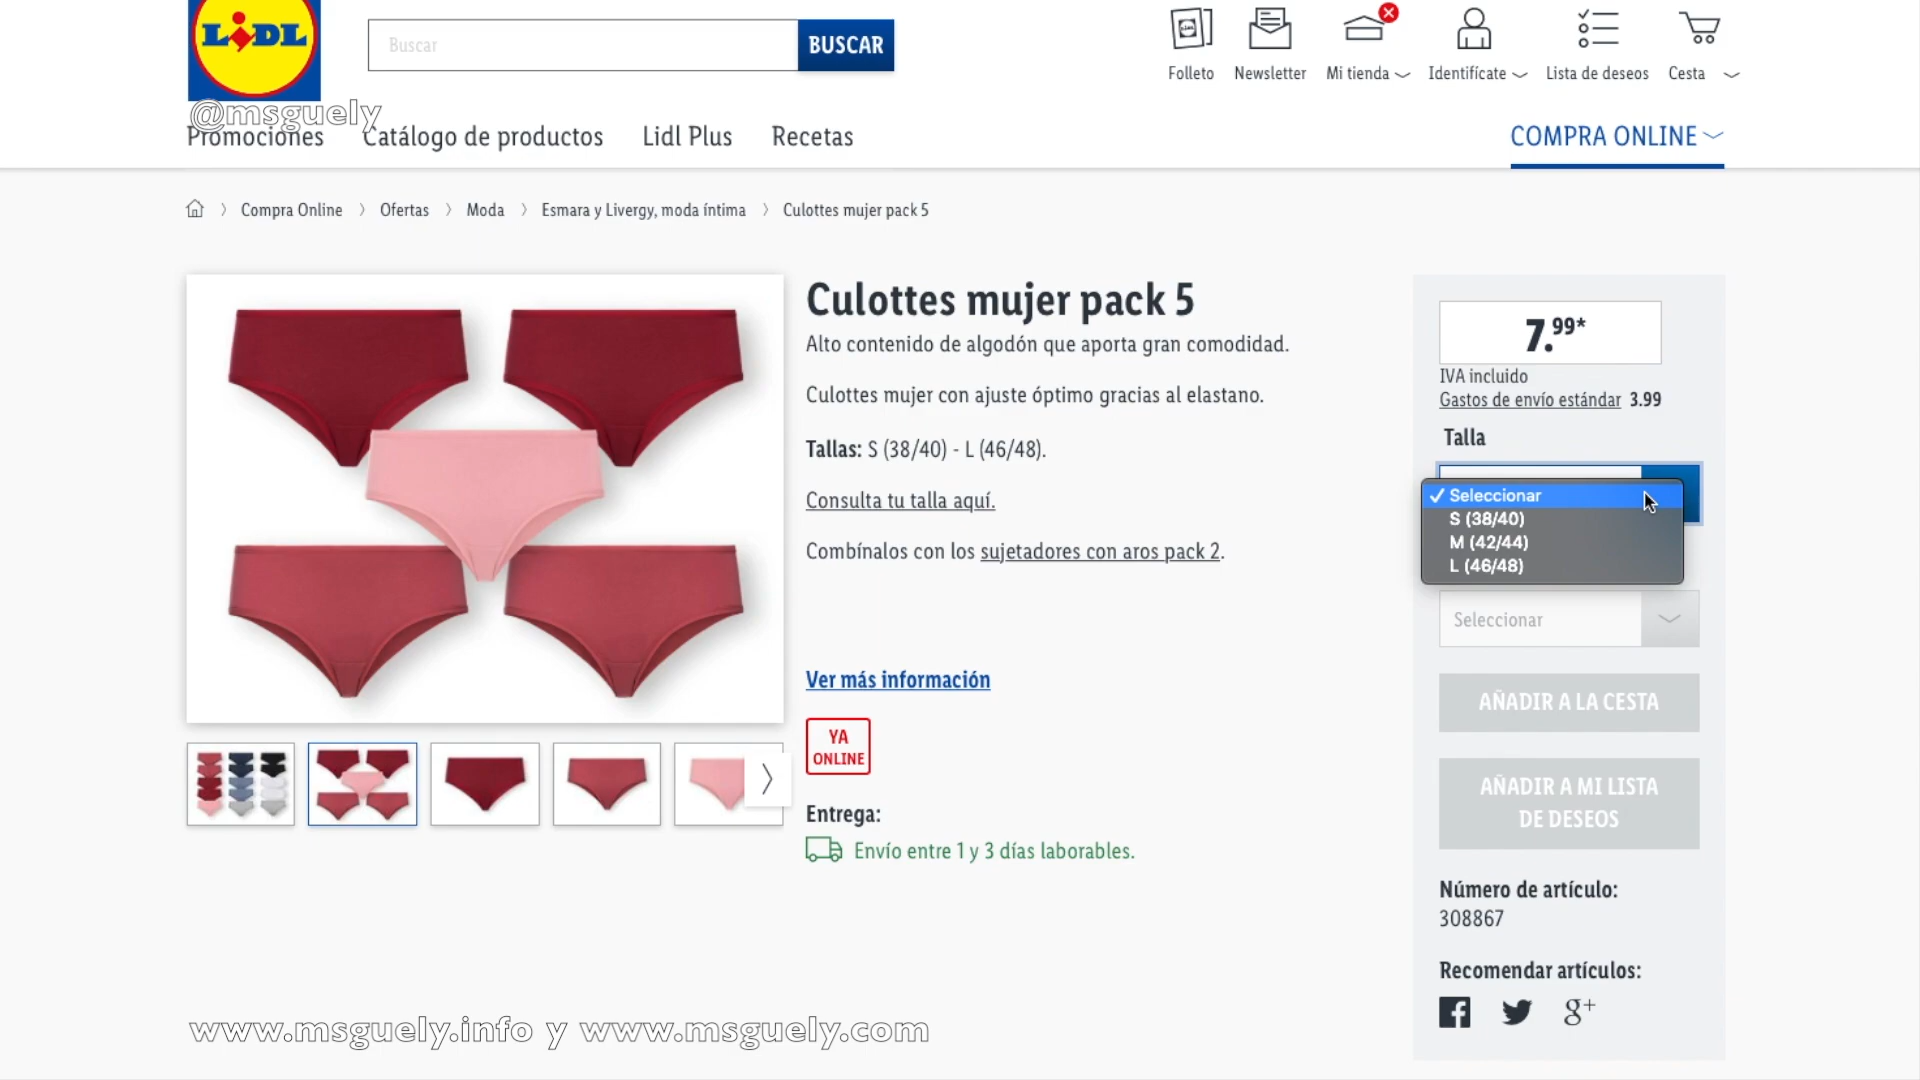 LIDL
Buscar
BUSCAR
Folleto
Newsletter
Mi tienda
Identifícate
Lista de deseos
Cesta
@msguely
Promociones
Catálogo de productos
Lidl Plus
Recetas
COMPRA ONLINE
Compra Online
Ofertas
Moda
Esmara y Livergy, moda íntima
Culottes mujer pack 5
Culottes mujer pack 5
Alto contenido de algodón que aporta gran comodidad.
Culottes mujer con ajuste óptimo gracias al elastano.
Tallas: S (38/40) - L (46/48).
Consulta tu talla aquí.
Combínalos con los sujetadores con aros pack 2.
Ver más información
YA
ONLINE
Entrega:
Envío entre 1 y 3 días laborables.
7.99*
IVA incluido
Gastos de envío estándar 3.99
Talla
✓ Seleccionar
S (38/40)
M (42/44)
L (46/48)
Seleccionar
AÑADIR A LA CESTA
AÑADIR A MI LISTA
DE DESEOS
Número de artículo:
308867
Recomendar artículos:
g+
www.msguely.info y www.msguely.com